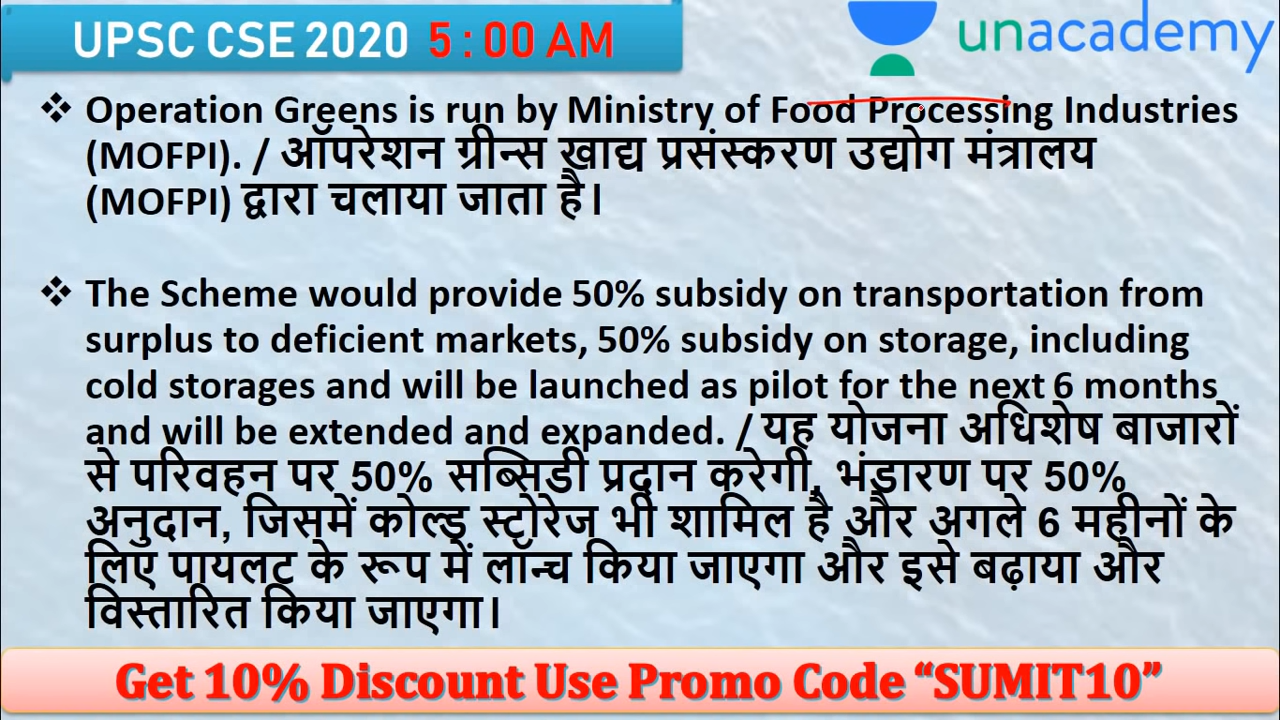 UPSC CSE 2020 5 : 00 AM
unacademy
❖ Operation Greens is run by Ministry of Food Processing Industries
(MOFPI). / ऑपरेशन ग्रीन्स खाद्य प्रसंस्करण उद्योग मंत्रालय
(MOFPI) द्वारा चलाया जाता है।
❖ The Scheme would provide 50% subsidy on transportation from
surplus to deficient markets, 50% subsidy on storage, including
cold storages and will be launched as pilot for the next 6 months
and will be extended and expanded. / यह योजना अधिशेष बाजारों
से परिवहन पर 50% सब्सिडी प्रदान करेगी, भंडारण पर 50%
अनुदान, जिसमें कोल्ड स्टोरेज भी शामिल है और अगले 6 महीनों के
लिए पायलट के रूप में लॉन्च किया जाएगा और इसे बढ़ाया और
विस्तारित किया जाएगा।
Get 10% Discount Use Promo Code “SUMIT10”